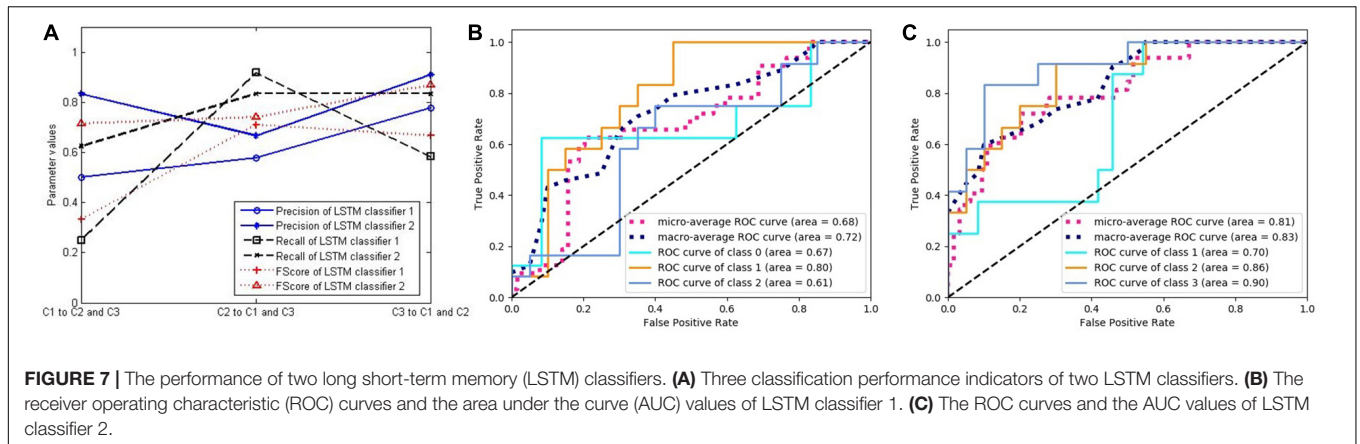 A
Parameter values
1
0.8
0.6
0.4
0.2
0
C1 to C2 and C3
C2 to C1 and C3
C3 to C1 and C2
Precision of LSTM classifier 1
Precision of LSTM classifier 2
Recall of LSTM classifier 1
Recall of LSTM classifier 2
FScore of LSTM classifier 1
FScore of LSTM classifier 2
B
True Positive Rate
1.0
0.8
0.6
0.4
0.2
0.0
0.0 0.2 0.4 0.6 0.8 1.0
False Positive Rate
micro-average ROC curve (area = 0.68)
macro-average ROC curve (area = 0.72)
ROC curve of class 0 (area = 0.67)
ROC curve of class 1 (area = 0.80)
ROC curve of class 2 (area = 0.61)
C
True Positive Rate
1.0
0.8
0.6
0.4
0.2
0.0
0.0 0.2 0.4 0.6 0.8 1.0
False Positive Rate
micro-average ROC curve (area = 0.81)
macro-average ROC curve (area = 0.83)
ROC curve of class 1 (area = 0.70)
ROC curve of class 2 (area = 0.86)
ROC curve of class 3 (area = 0.90)
FIGURE 7 | The performance of two long short-term memory (LSTM) classifiers. (A) Three classification performance indicators of two LSTM classifiers. (B) The
receiver operating characteristic (ROC) curves and the area under the curve (AUC) values of LSTM classifier 1. (C) The ROC curves and the AUC values of LSTM
classifier 2.